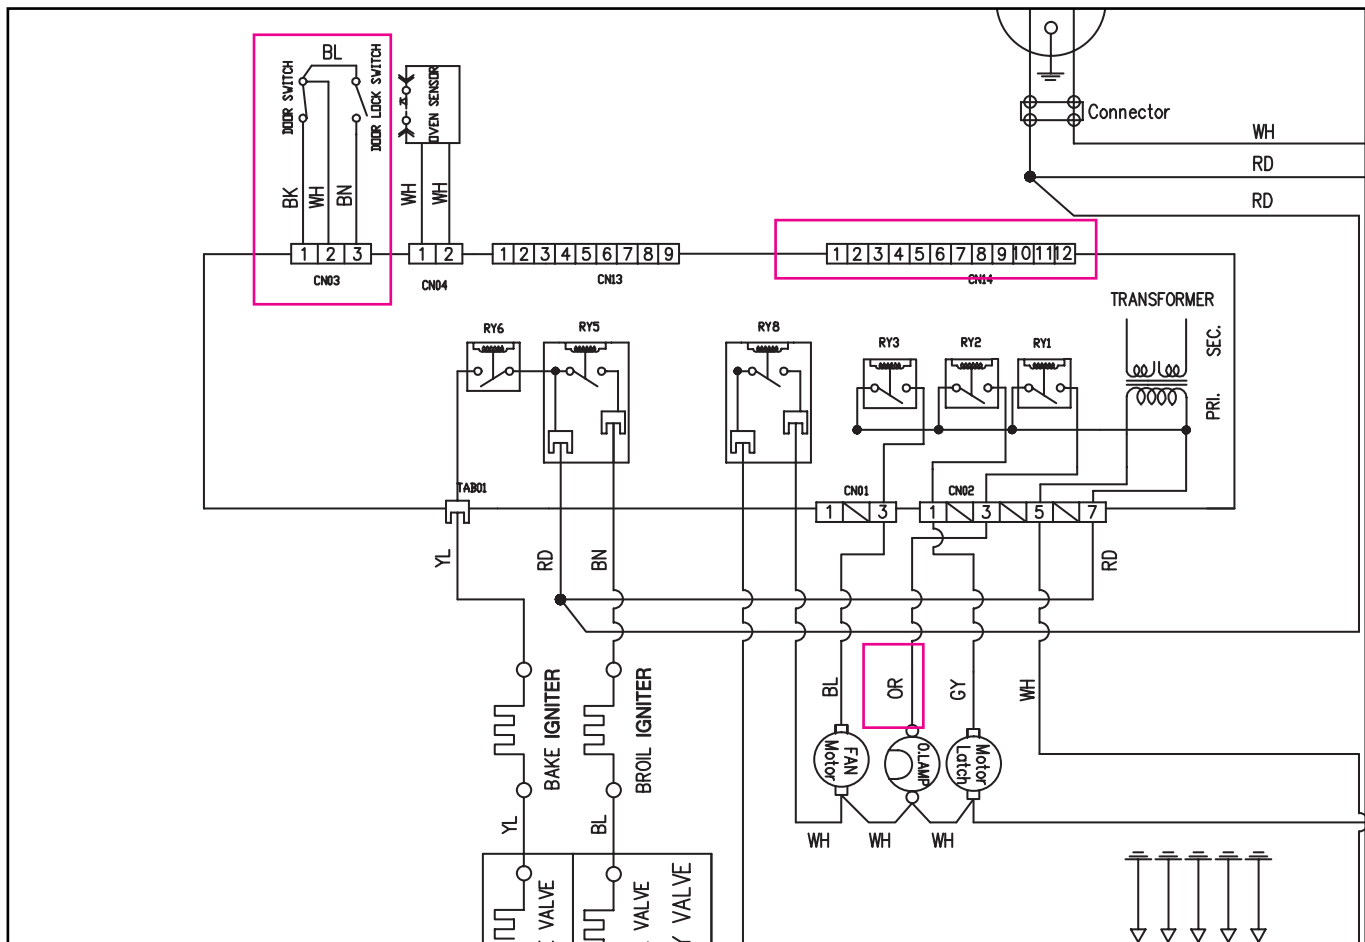 BL
DOOR SWITCH
DOOR LOCK SWITCH
OVEN SENSOR
Connector
WH
RD
RD
BK
WH
BN
WH
WH
1 2 3
CN03
1 2
CN04
1 2 3 4 5 6 7 8 9
CN13
1 2 3 4 5 6 7 8 9 10 11 12
CN14
TRANSFORMER
SEC.
PRI.
RY6
RY5
RY8
RY3
RY2
RY1
TAB01
CN01
1 3
CN02
1 3 5 7
YL
RD
BN
RD
BL
OR
GY
WH
BAKE IGNITER
BROIL IGNITER
FAN
Motor
O.LAMP
Motor
Latch
YL
BL
WH
WH
WH
VALVE
VALVE
Y VALVE